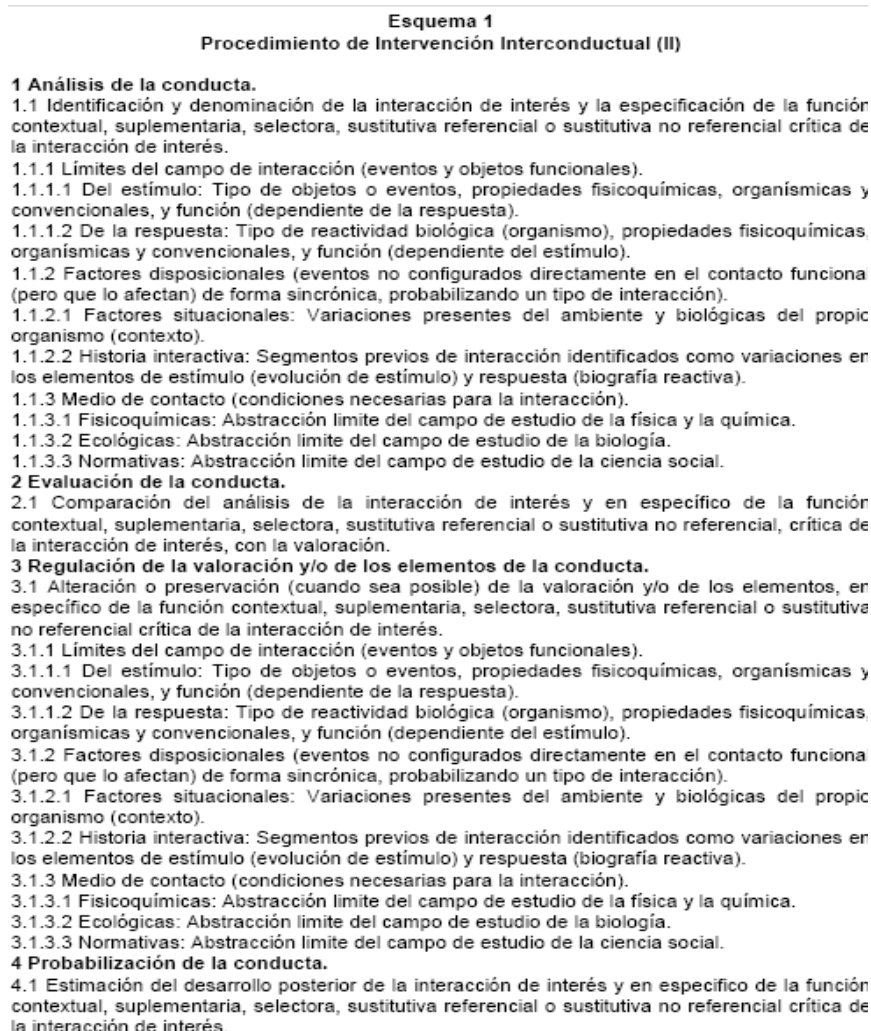 Esquema 1
Procedimiento de Intervención Interconductual (II)
1 Análisis de la conducta.
1.1 Identificación y denominación de la interacción de interés y la especificación de la función
contextual, suplementaria, selectora, sustitutiva referencial o sustitutiva no referencial crítica de
la interacción de interés.
1.1.1 Límites del campo de interacción (eventos y objetos funcionales).
1.1.1.1 Del estímulo: Tipo de objetos o eventos, propiedades fisicoquímicas, organísmicas y
convencionales, y función (dependiente de la respuesta).
1.1.1.2 De la respuesta: Tipo de reactividad biológica (organismo), propiedades fisicoquímicas,
organísmicas y convencionales, y función (dependiente del estímulo).
1.1.2 Factores disposicionales (eventos no configurados directamente en el contacto funciona
(pero que lo afectan) de forma sincrónica, probabilizando un tipo de interacción).
1.1.2.1 Factores situacionales: Variaciones presentes del ambiente y biológicas del propio
organismo (contexto).
1.1.2.2 Historia interactiva: Segmentos previos de interacción identificados como variaciones en
los elementos de estímulo (evolución de estímulo) y respuesta (biografía reactiva).
1.1.3 Medio de contacto (condiciones necesarias para la interacción).
1.1.3.1 Fisicoquímicas: Abstracción limite del campo de estudio de la física y la química.
1.1.3.2 Ecológicas: Abstracción limite del campo de estudio de la biología.
1.1.3.3 Normativas: Abstracción limite del campo de estudio de la ciencia social.
2 Evaluación de la conducta.
2.1 Comparación del análisis de la interacción de interés y en específico de la función
contextual, suplementaria, selectora, sustitutiva referencial o sustitutiva no referencial, crítica de
la interacción de interés, con la valoración.
3 Regulación de la valoración y/o de los elementos de la conducta.
3.1 Alteración o preservación (cuando sea posible) de la valoración y/o de los elementos, en
específico de la función contextual, suplementaria, selectora, sustitutiva referencial o sustitutiva
no referencial crítica de la interacción de interés.
3.1.1 Límites del campo de interacción (eventos y objetos funcionales).
3.1.1.1 Del estímulo: Tipo de objetos o eventos, propiedades fisicoquímicas, organísmicas y
convencionales, y función (dependiente de la respuesta).
3.1.1.2 De la respuesta: Tipo de reactividad biológica (organismo), propiedades fisicoquímicas,
organísmicas y convencionales, y función (dependiente del estímulo).
3.1.2 Factores disposicionales (eventos no configurados directamente en el contacto funciona
(pero que lo afectan) de forma sincrónica, probabilizando un tipo de interacción).
3.1.2.1 Factores situacionales: Variaciones presentes del ambiente y biológicas del propio
organismo (contexto).
3.1.2.2 Historia interactiva: Segmentos previos de interacción identificados como variaciones en
los elementos de estímulo (evolución de estímulo) y respuesta (biografía reactiva).
3.1.3 Medio de contacto (condiciones necesarias para la interacción).
3.1.3.1 Fisicoquímicas: Abstracción limite del campo de estudio de la física y la química.
3.1.3.2 Ecológicas: Abstracción limite del campo de estudio de la biología.
3.1.3.3 Normativas: Abstracción limite del campo de estudio de la ciencia social.
4 Probabilización de la conducta.
4.1 Estimación del desarrollo posterior de la interacción de interés y en especifico de la función
contextual, suplementaria, selectora, sustitutiva referencial o sustitutiva no referencial crítica de
la interacción de interés.